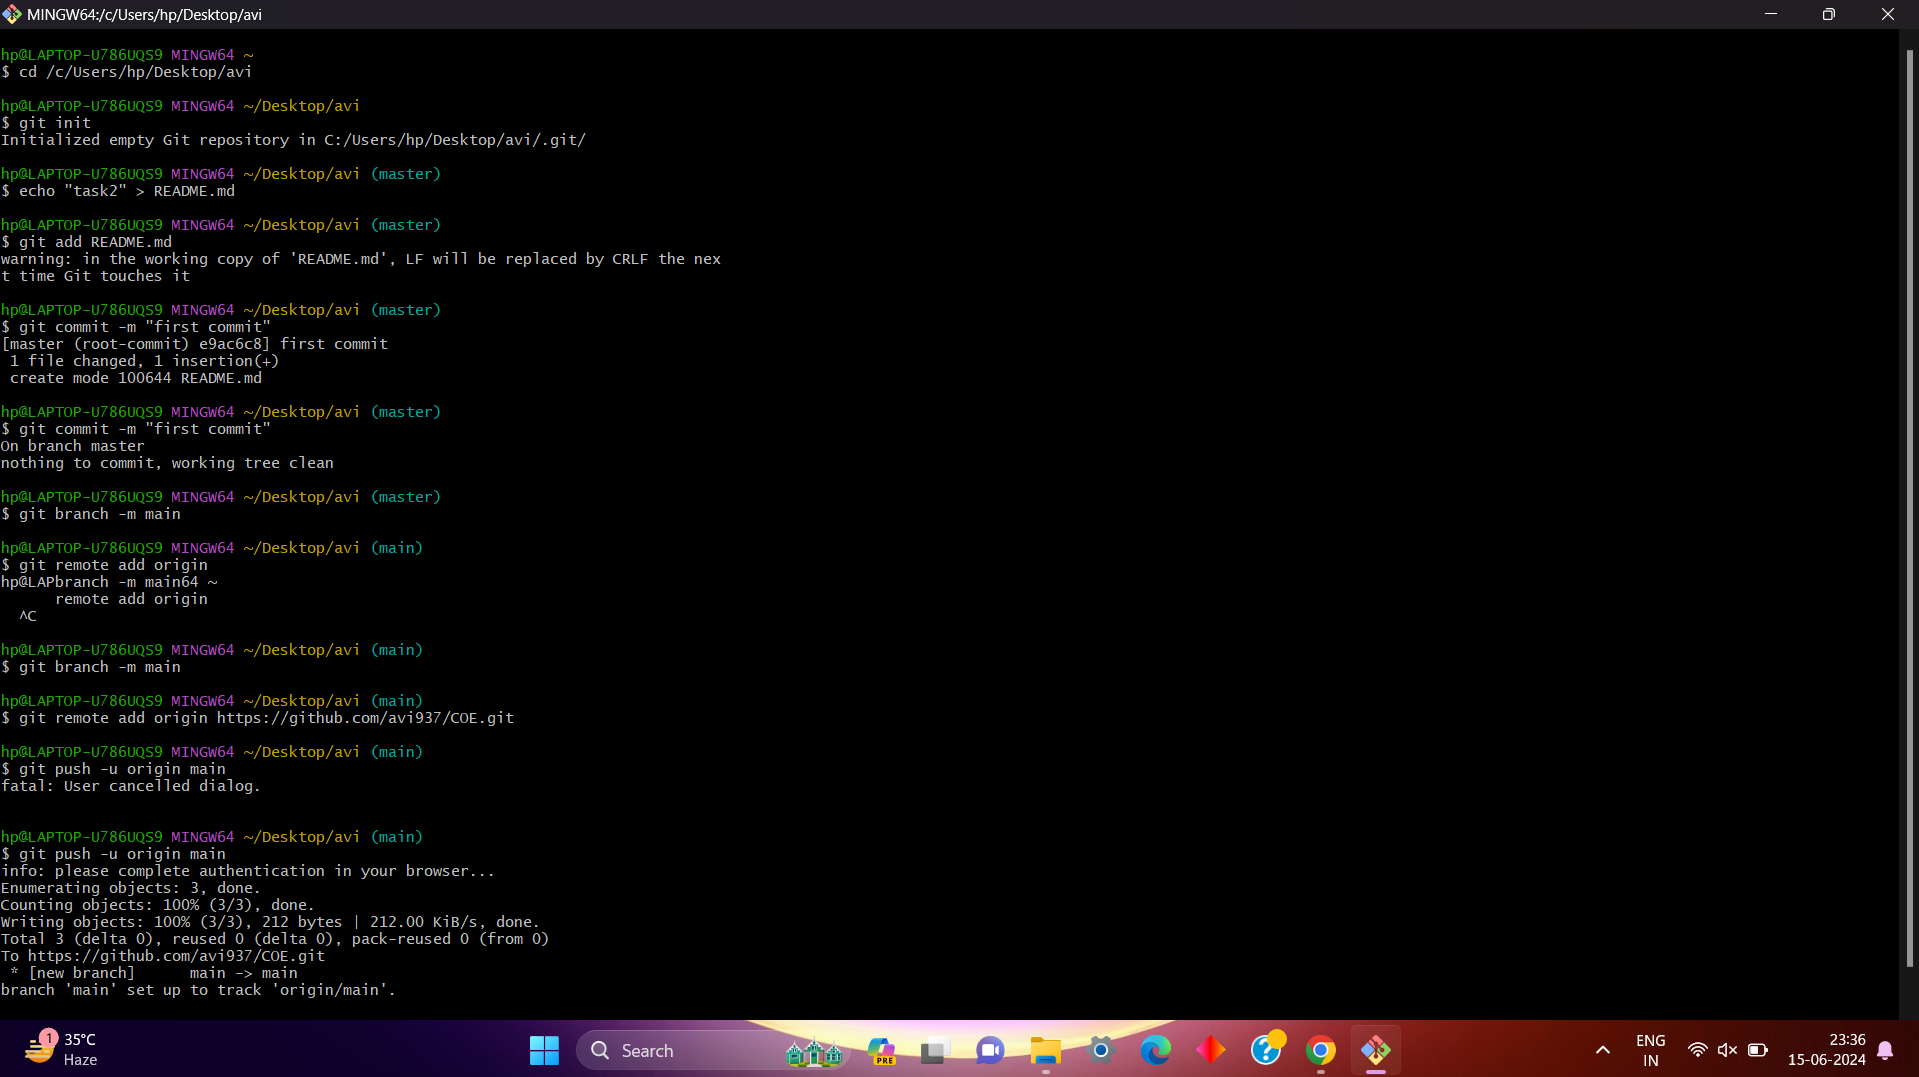 MINGW64:/c/Users/hp/Desktop/avi
hp@LAPTOP-U786UQS9 MINGW64 ~
$ cd /c/Users/hp/Desktop/avi
hp@LAPTOP-U786UQS9 MINGW64 ~/Desktop/avi
$ git init
Initialized empty Git repository in C:/Users/hp/Desktop/avi/.git/
hp@LAPTOP-U786UQS9 MINGW64 ~/Desktop/avi (master)
$ echo "task2" > README.md
hp@LAPTOP-U786UQS9 MINGW64 ~/Desktop/avi (master)
$ git add README.md
warning: in the working copy of 'README.md', LF will be replaced by CRLF the nex
t time Git touches it
hp@LAPTOP-U786UQS9 MINGW64 ~/Desktop/avi (master)
$ git commit -m "first commit"
[master (root-commit) e9ac6c8] first commit
 1 file changed, 1 insertion(+)
 create mode 100644 README.md
hp@LAPTOP-U786UQS9 MINGW64 ~/Desktop/avi (master)
$ git commit -m "first commit"
On branch master
nothing to commit, working tree clean
hp@LAPTOP-U786UQS9 MINGW64 ~/Desktop/avi (master)
$ git branch -m main
hp@LAPTOP-U786UQS9 MINGW64 ~/Desktop/avi (main)
$ git remote add origin
hp@LAPbranch -m main64 ~
      remote add origin
  ^C
hp@LAPTOP-U786UQS9 MINGW64 ~/Desktop/avi (main)
$ git branch -m main
hp@LAPTOP-U786UQS9 MINGW64 ~/Desktop/avi (main)
$ git remote add origin https://github.com/avi937/COE.git
hp@LAPTOP-U786UQS9 MINGW64 ~/Desktop/avi (main)
$ git push -u origin main
fatal: User cancelled dialog.
hp@LAPTOP-U786UQS9 MINGW64 ~/Desktop/avi (main)
$ git push -u origin main
info: please complete authentication in your browser...
Enumerating objects: 3, done.
Counting objects: 100% (3/3), done.
Writing objects: 100% (3/3), 212 bytes | 212.00 KiB/s, done.
Total 3 (delta 0), reused 0 (delta 0), pack-reused 0 (from 0)
To https://github.com/avi937/COE.git
 * [new branch]      main -> main
branch 'main' set up to track 'origin/main'.
1
35°C
Haze
Search
PRE
ENG
IN
23:36
15-06-2024